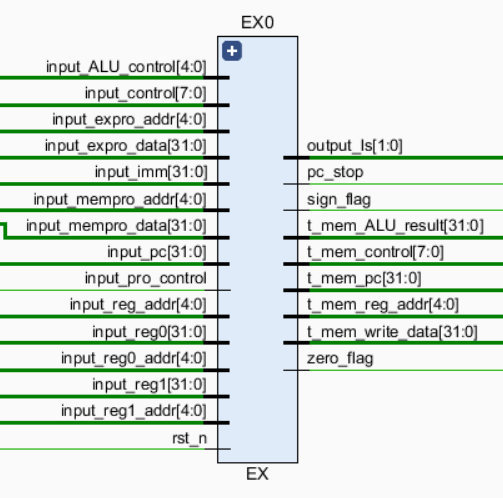 EX0
input_ALU_control[4:0]
input_control[7:0]
input_expro_addr[4:0]
input_expro_data[31:0]
input_imm[31:0]
input_mempro_addr[4:0]
input_mempro_data[31:0]
input_pc[31:0]
input_pro_control
input_reg_addr[4:0]
input_reg0[31:0]
input_reg0_addr[4:0]
input_reg1[31:0]
input_reg1_addr[4:0]
rst_n
output_ls[1:0]
pc_stop
sign_flag
t_mem_ALU_result[31:0]
t_mem_control[7:0]
t_mem_pc[31:0]
t_mem_reg_addr[4:0]
t_mem_write_data[31:0]
zero_flag
EX